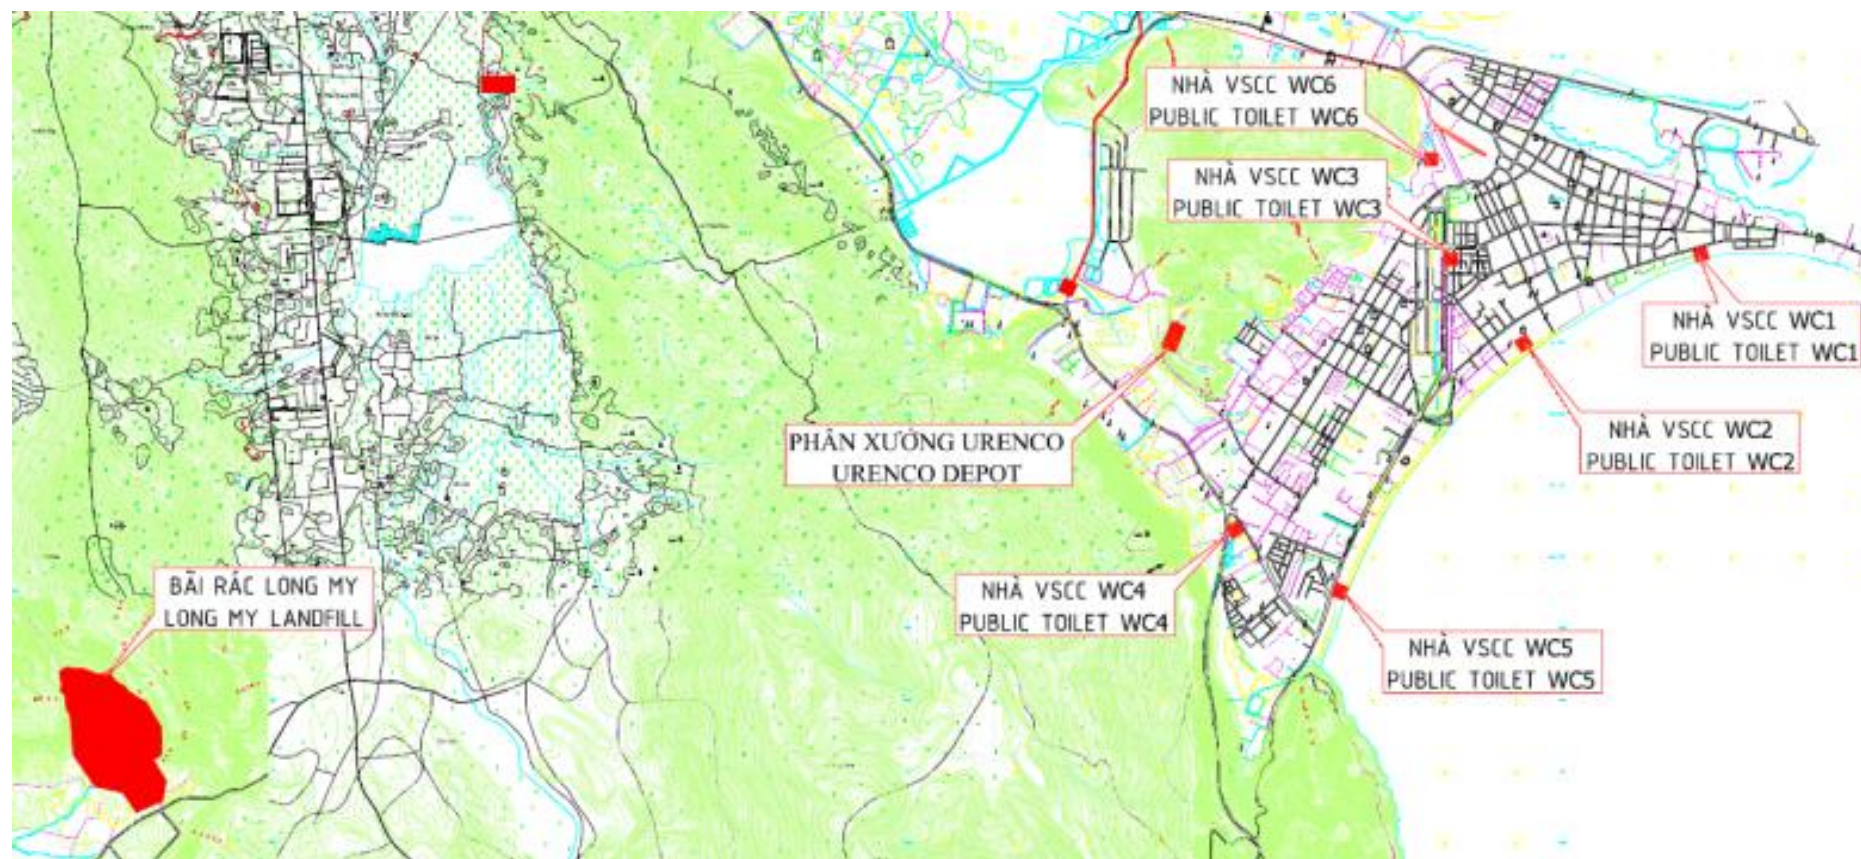 NHÀ VSCC WC6
PUBLIC TOILET WC6
NHÀ VSCC WC3
PUBLIC TOILET WC3
NHÀ VSCC WC1
PUBLIC TOILET WC1
NHÀ VSCC WC2
PUBLIC TOILET WC2
PHÂN XƯỞNG URENCO
URENCO DEPOT
BÃI RÁC LONG MY
LONG MY LANDFILL
NHÀ VSCC WC4
PUBLIC TOILET WC4
NHÀ VSCC WC5
PUBLIC TOILET WC5